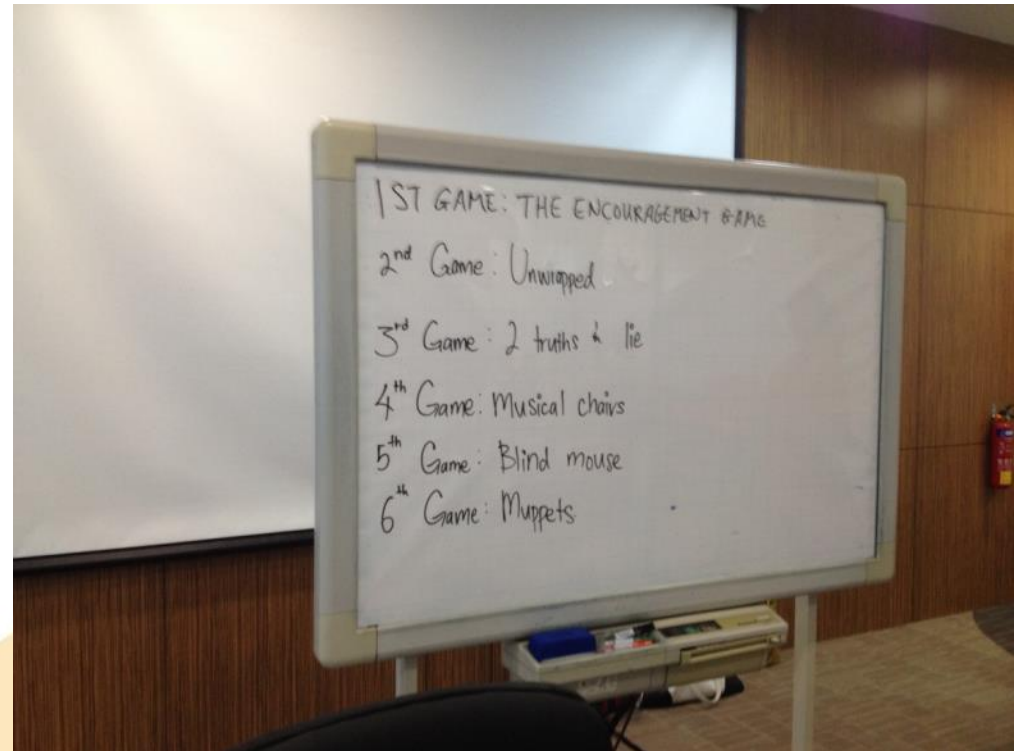 1ST GAME: THE ENCOURAGEMENT GAME
2nd Game: Unwrapped
3rd Game: 2 truths & lie
4th Game: Musical chairs
5th Game: Blind mouse
6th Game: Muppets